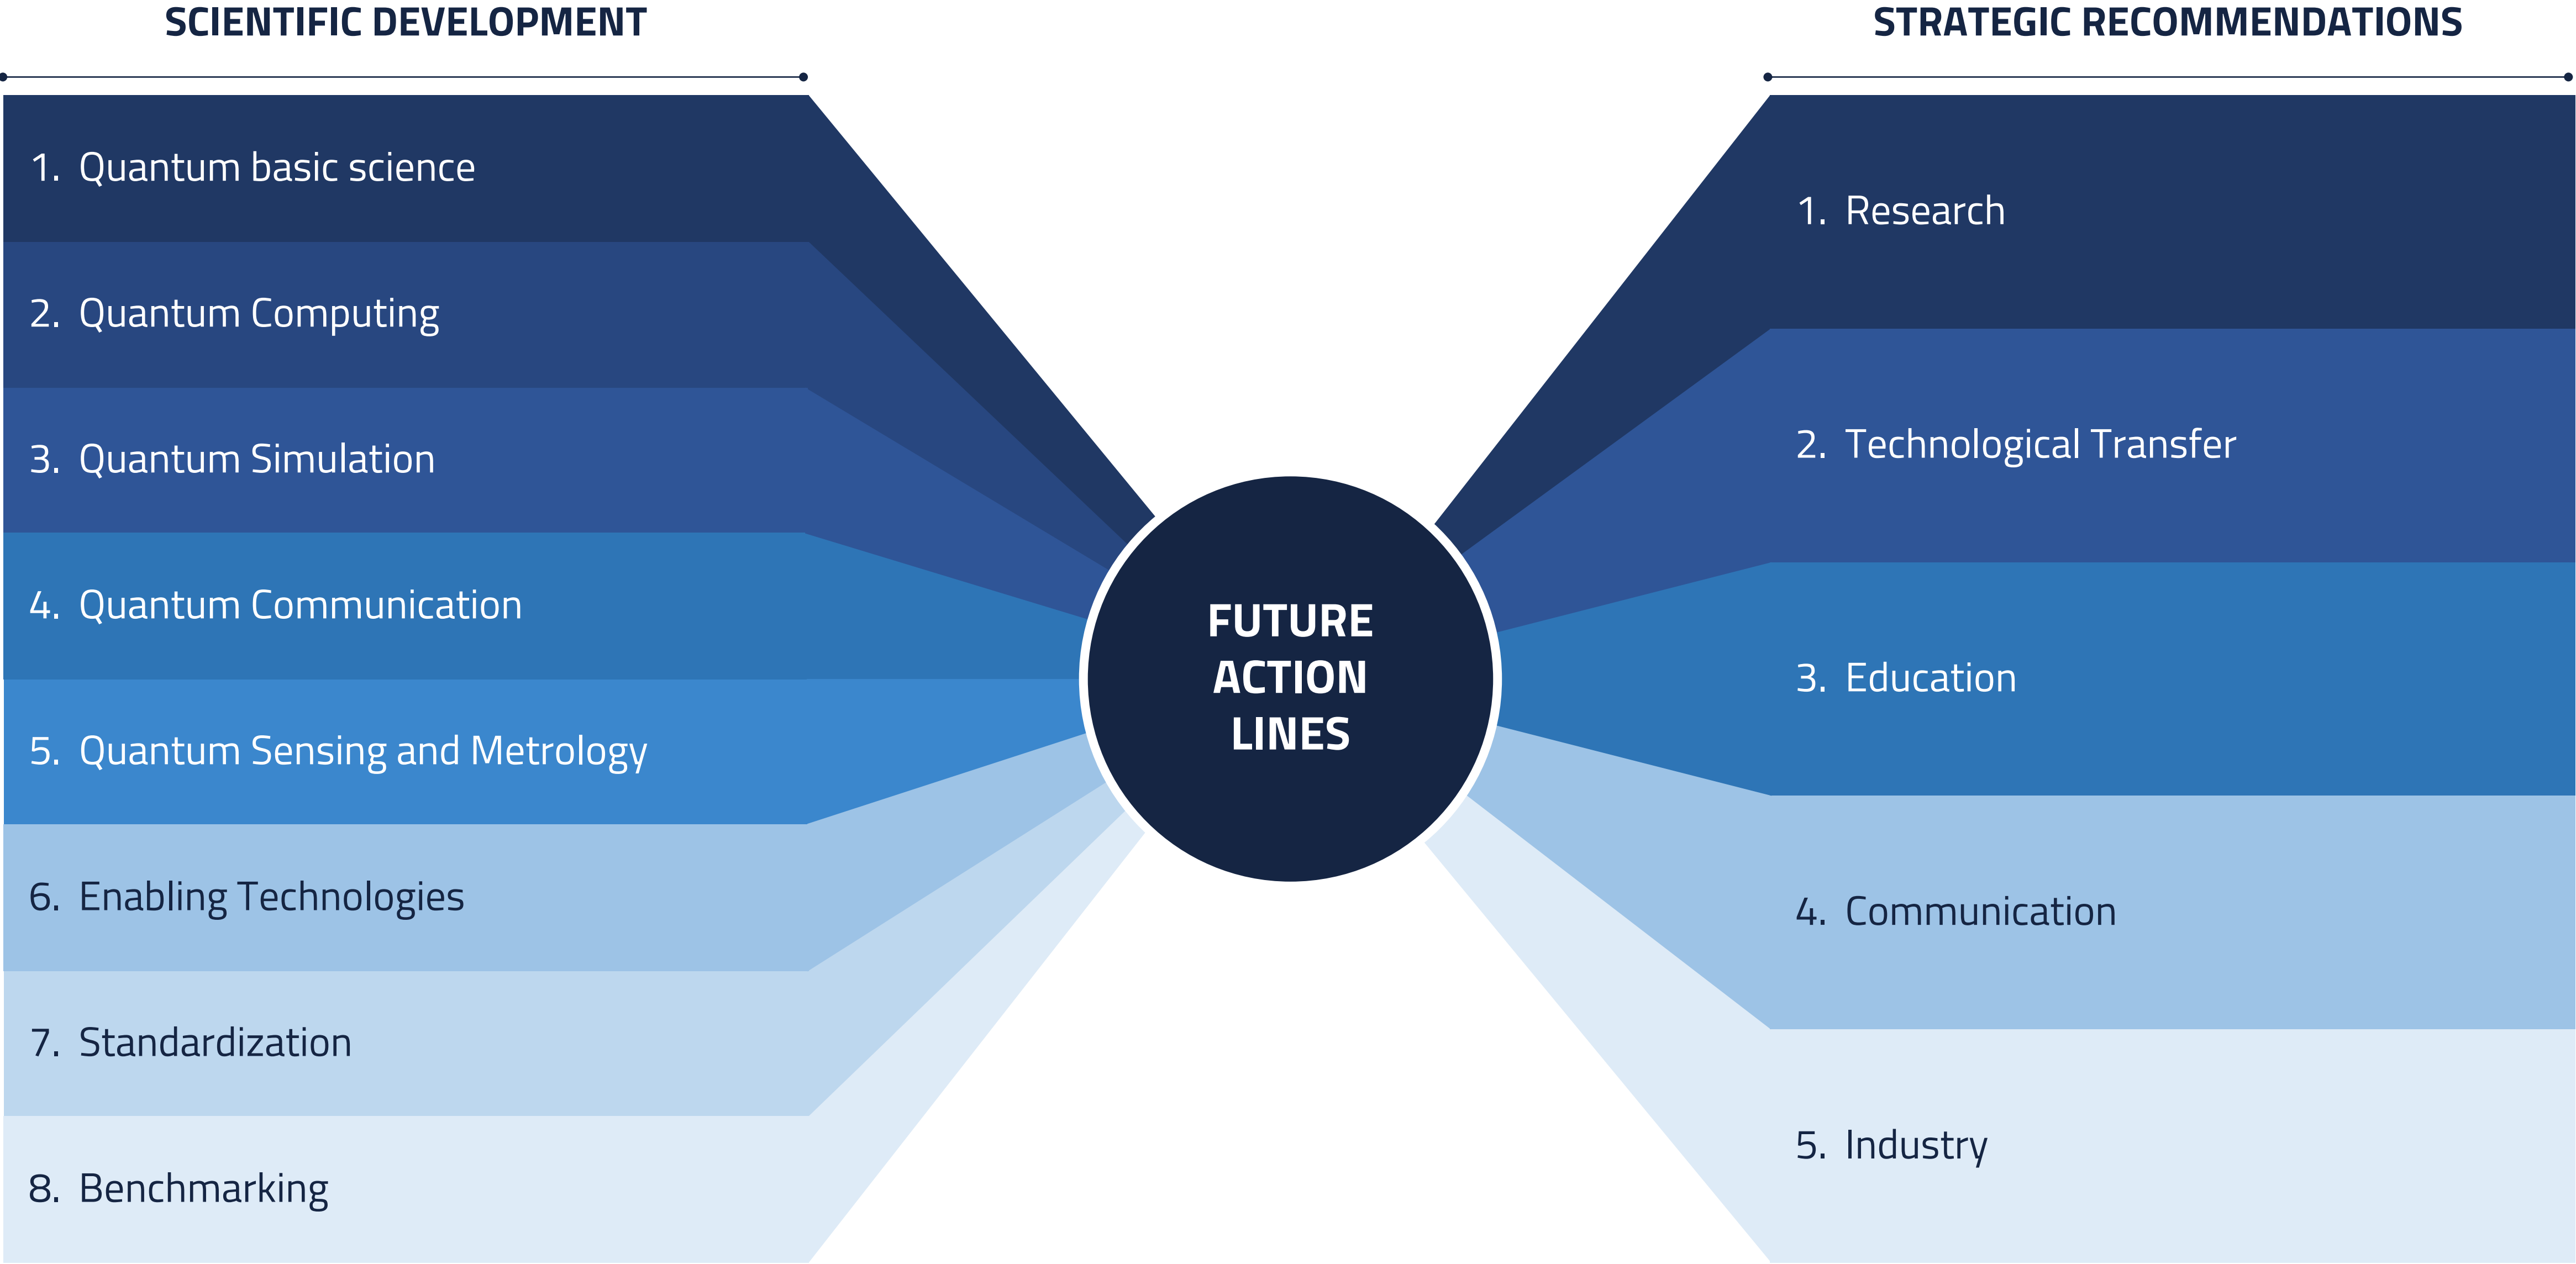 SCIENTIFIC DEVELOPMENT
1. Quantum basic science
2. Quantum Computing
3. Quantum Simulation
4. Quantum Communication
5. Quantum Sensing and Metrology
6. Enabling Technologies
7. Standardization
8. Benchmarking
FUTURE
ACTION
LINES
STRATEGIC RECOMMENDATIONS
1. Research
2. Technological Transfer
3. Education
4. Communication
5. Industry